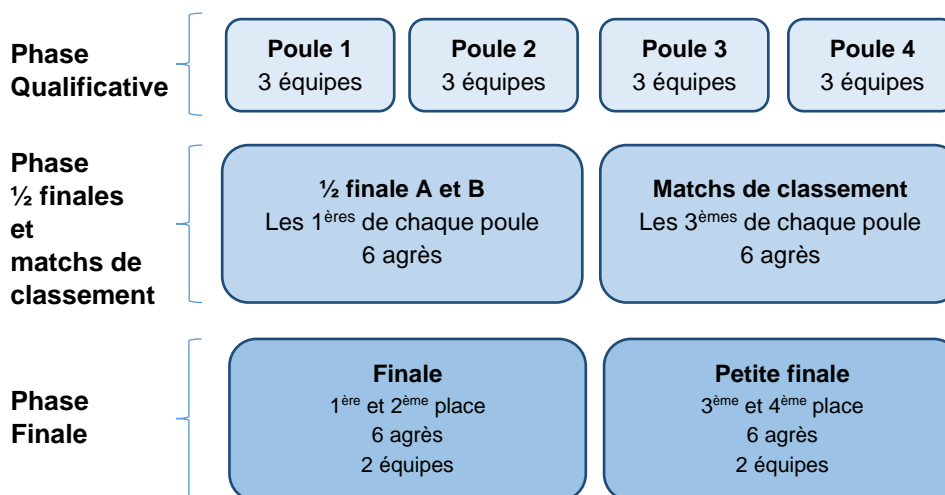 Phase
Qualificative
Poule 1
3 équipes
Poule 2
3 équipes
Poule 3
3 équipes
Poule 4
3 équipes
Phase
½ finales
et
matchs de
classement
½ finale A et B
Les 1ères de chaque poule
6 agrès
Matchs de classement
Les 3èmes de chaque poule
6 agrès
Phase
Finale
Finale
1ère et 2ème place
6 agrès
2 équipes
Petite finale
3ème et 4ème place
6 agrès
2 équipes